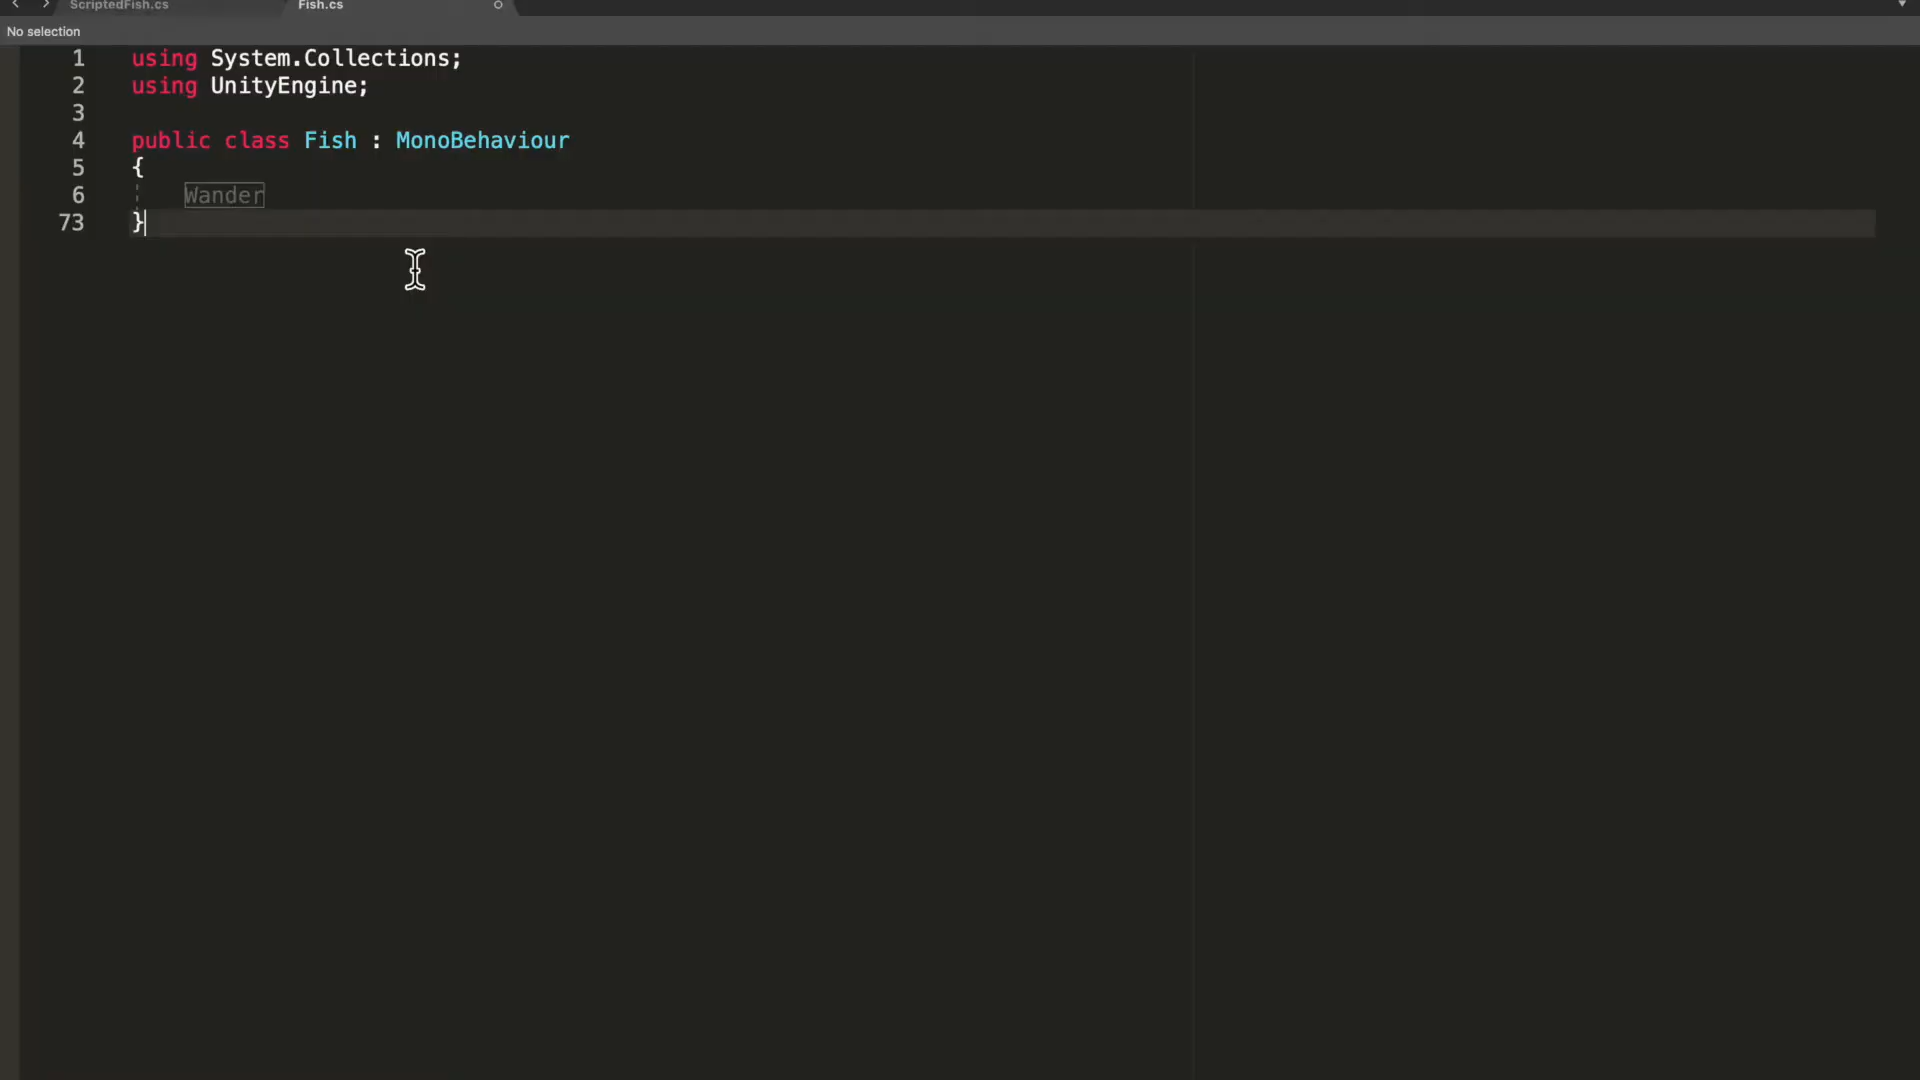 ScriptedFish.cs Fish.cs
No selection
1 using System.Collections;
2 using UnityEngine;
3
4 public class Fish : MonoBehaviour
5 {
6 Wander
73 }